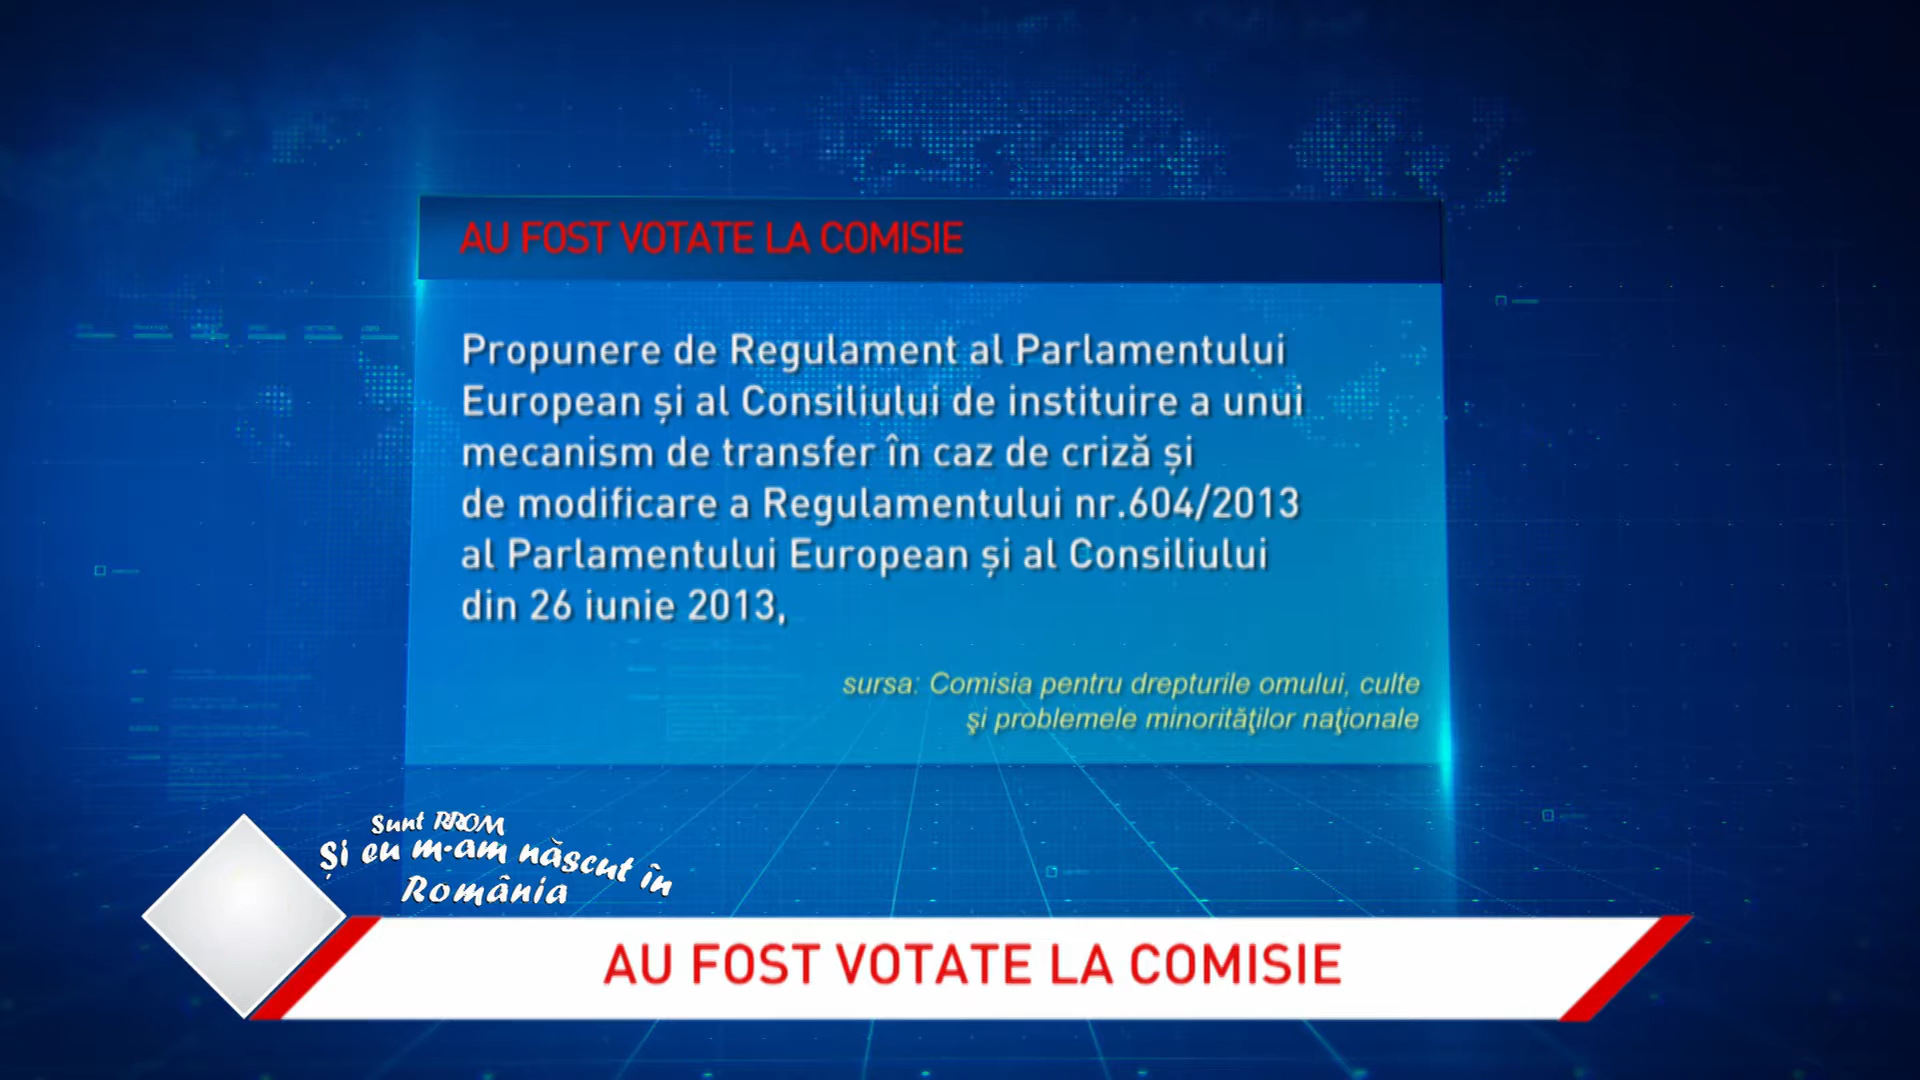 AU FOST VOTATE LA COMISIE
Propunere de Regulament al Parlamentului
European și al Consiliului de instituire a unui
mecanism de transfer în caz de criză și
de modificare a Regulamentului nr.604/2013
al Parlamentului European și al Consiliului
din 26 iunie 2013,
sursa: Comisia pentru drepturile omului, culte
şi problemele minorităţilor naţionale
Sunt RROM
Și eu m-am născut în
România
AU FOST VOTATE LA COMISIE